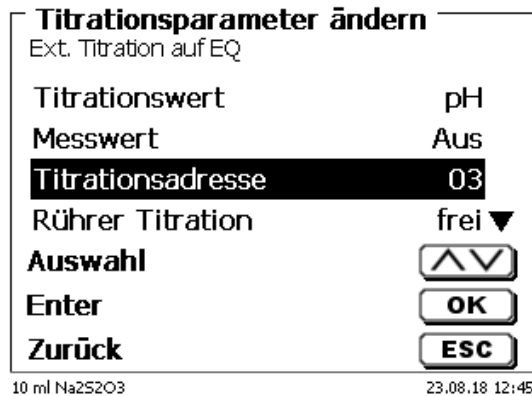 Titrationsparameter ändern
Ext. Titration auf EQ
Titrationswert pH
Messwert Aus
Titrationsadresse 03
Rührer Titration frei ▼
Auswahl
Enter OK
Zurück ESC
10 ml Na2S2O3 23.08.18 12:45